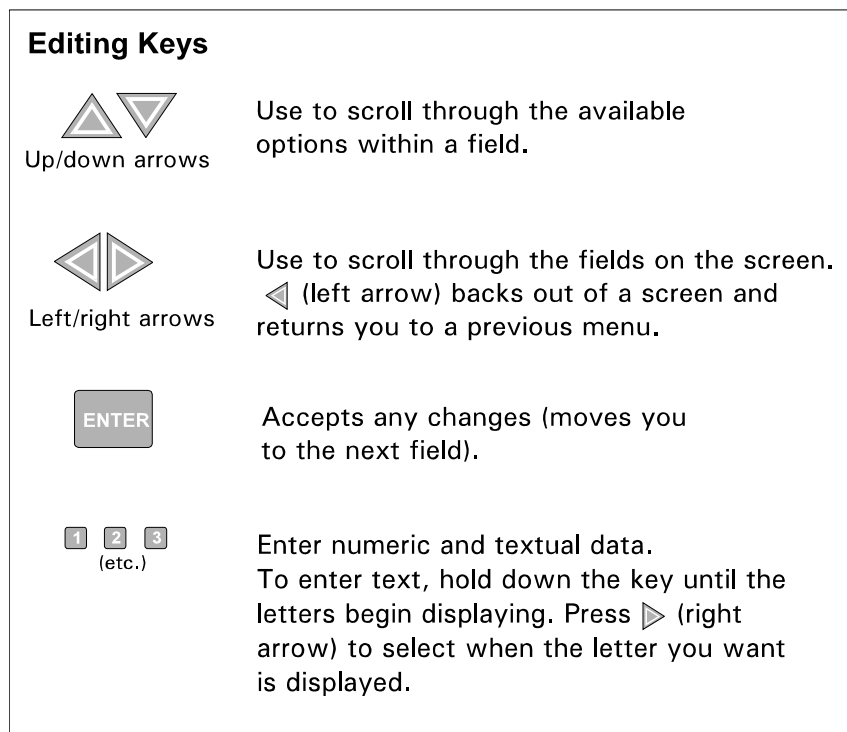 Editing Keys
Up/down arrows
Use to scroll through the available
options within a field.
Left/right arrows
Use to scroll through the fields on the screen.
(left arrow) backs out of a screen and
returns you to a previous menu.
ENTER
Accepts any changes (moves you
to the next field).
1 2 3
(etc.)
Enter numeric and textual data.
To enter text, hold down the key until the
letters begin displaying. Press (right
arrow) to select when the letter you want
is displayed.